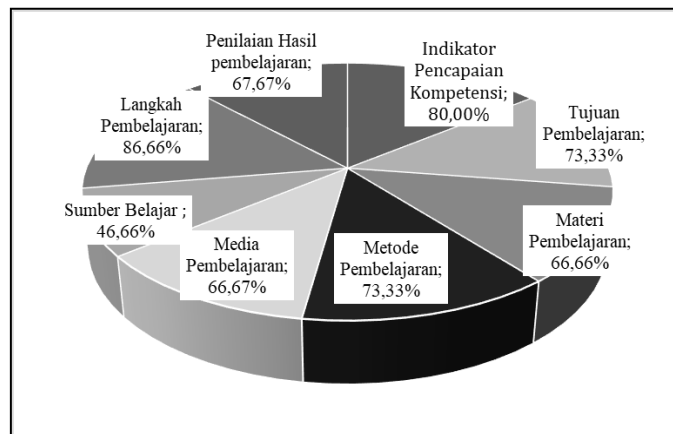 Penilaian Hasil
pembelajaran;
67,67%
Indikator
Pencapaian
Kompetensi;
80,00%
Langkah
Pembelajaran;
86,66%
Tujuan
Pembelajaran;
73,33%
Sumber Belajar ;
46,66%
Media
Pembelajaran;
66,67%
Metode
Pembelajaran;
73,33%
Materi
Pembelajaran;
66,66%